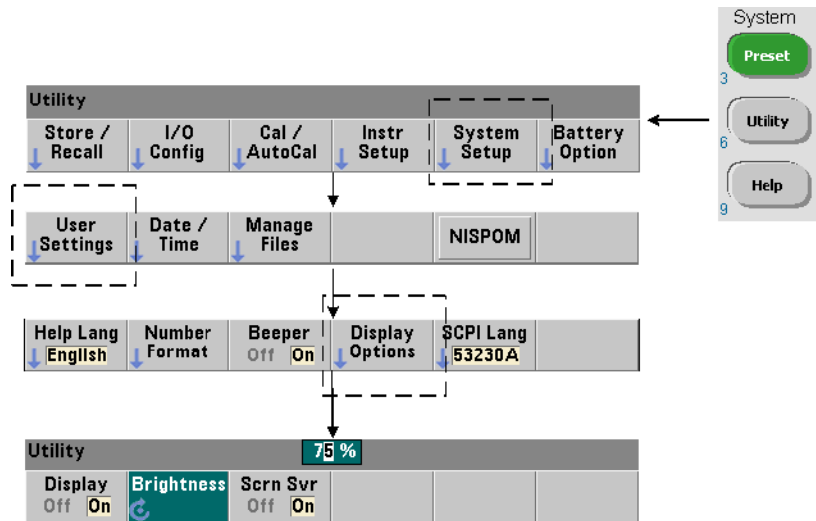 System
Preset
3
Utility
6
Help
9
Utility
Store / Recall
I/O Config
Cal / AutoCal
Instr Setup
System Setup
Battery Option
User Settings
Date / Time
Manage Files
NISPOM
Help Lang English
Number Format
Beeper Off On
Display Options
SCPI Lang 53230A
Utility
75 %
Display Off On
Brightness
Scrn Svr Off On